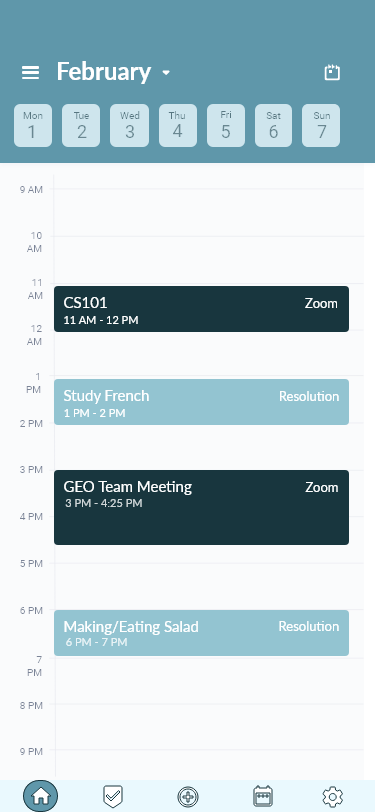 February
Mon Tue Wed Thu Fri Sat Sun
1 2 3 4 5 6 7
9 AM
10
AM
11
AM
CS101 Zoom
11 AM - 12 PM
12
AM
1
PM
Study French Resolution
1 PM - 2 PM
2 PM
3 PM
GEO Team Meeting Zoom
3 PM - 4:25 PM
4 PM
5 PM
6 PM
Making/Eating Salad Resolution
6 PM - 7 PM
7
PM
8 PM
9 PM